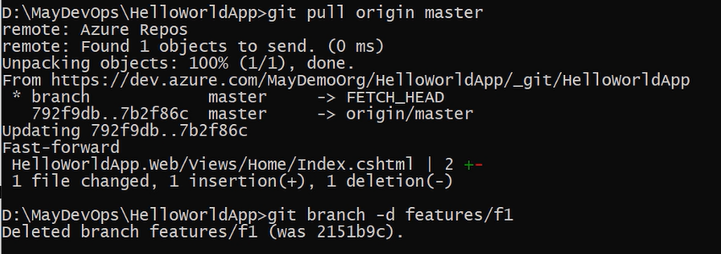 D:\MayDevOps\HelloWorldApp>git pull origin master
remote: Azure Repos
remote: Found 1 objects to send. (0 ms)
Unpacking objects: 100% (1/1), done.
From https://dev.azure.com/MayDemoOrg/HelloWorldApp/_git/HelloWorldApp
 * branch            master     -> FETCH_HEAD
   792f9db..7b2f86c  master     -> origin/master
Updating 792f9db..7b2f86c
Fast-forward
 HelloWorldApp.Web/Views/Home/Index.cshtml | 2 +-
 1 file changed, 1 insertion(+), 1 deletion(-)
D:\MayDevOps\HelloWorldApp>git branch -d features/f1
Deleted branch features/f1 (was 2151b9c).